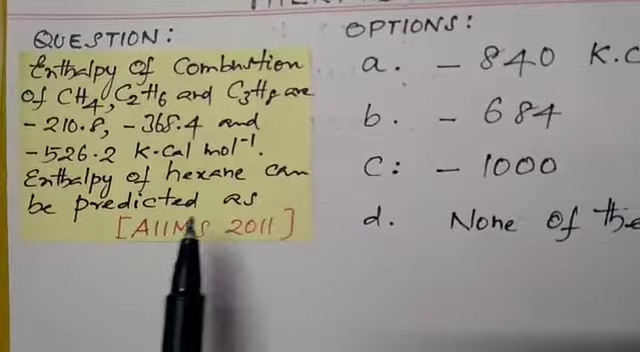 QUESTION:
Enthalpy of Combustion
of CH4, C2H6 and C3H8 are
-210.8, -368.4 and
-526.2 K.Cal mol⁻¹.
Enthalpy of hexane can
be predicted as
[AIIMS 2011]
OPTIONS:
a. - 840 K.C
b. - 684
C: - 1000
d. None of the